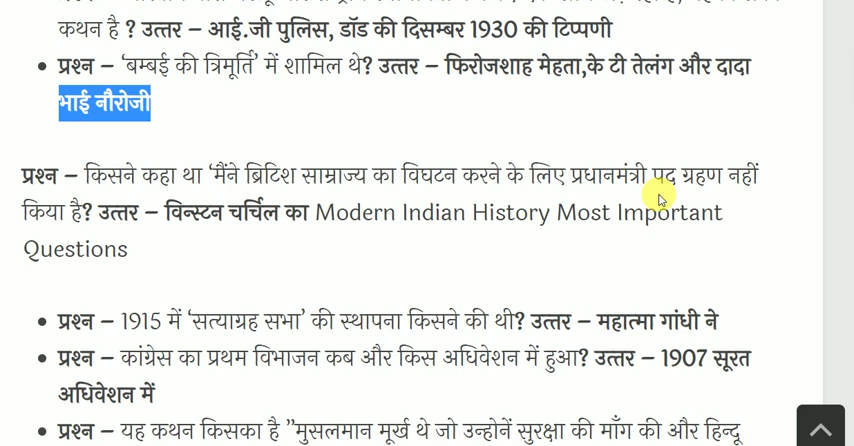 कथन है ? उत्तर – आई.जी पुलिस, डॉड की दिसम्बर 1930 की टिप्पणी
प्रश्न – ‘बम्बई की त्रिमूर्ति’ में शामिल थे? उत्तर – फिरोजशाह मेहता,के टी तेलंग और दादा
भाई नौरोजी
प्रश्न – किसने कहा था ‘मैंने ब्रिटिश साम्राज्य का विघटन करने के लिए प्रधानमंत्री पद ग्रहण नहीं
किया है? उत्तर – विन्स्टन चर्चिल का Modern Indian History Most Important
Questions
प्रश्न – 1915 में ‘सत्याग्रह सभा’ की स्थापना किसने की थी? उत्तर – महात्मा गांधी ने
प्रश्न – कांग्रेस का प्रथम विभाजन कब और किस अधिवेशन में हुआ? उत्तर – 1907 सूरत
अधिवेशन में
प्रश्न – यह कथन किसका है ”मुसलमान मूर्ख थे जो उन्होनें सुरक्षा की माँग की और हिन्दू